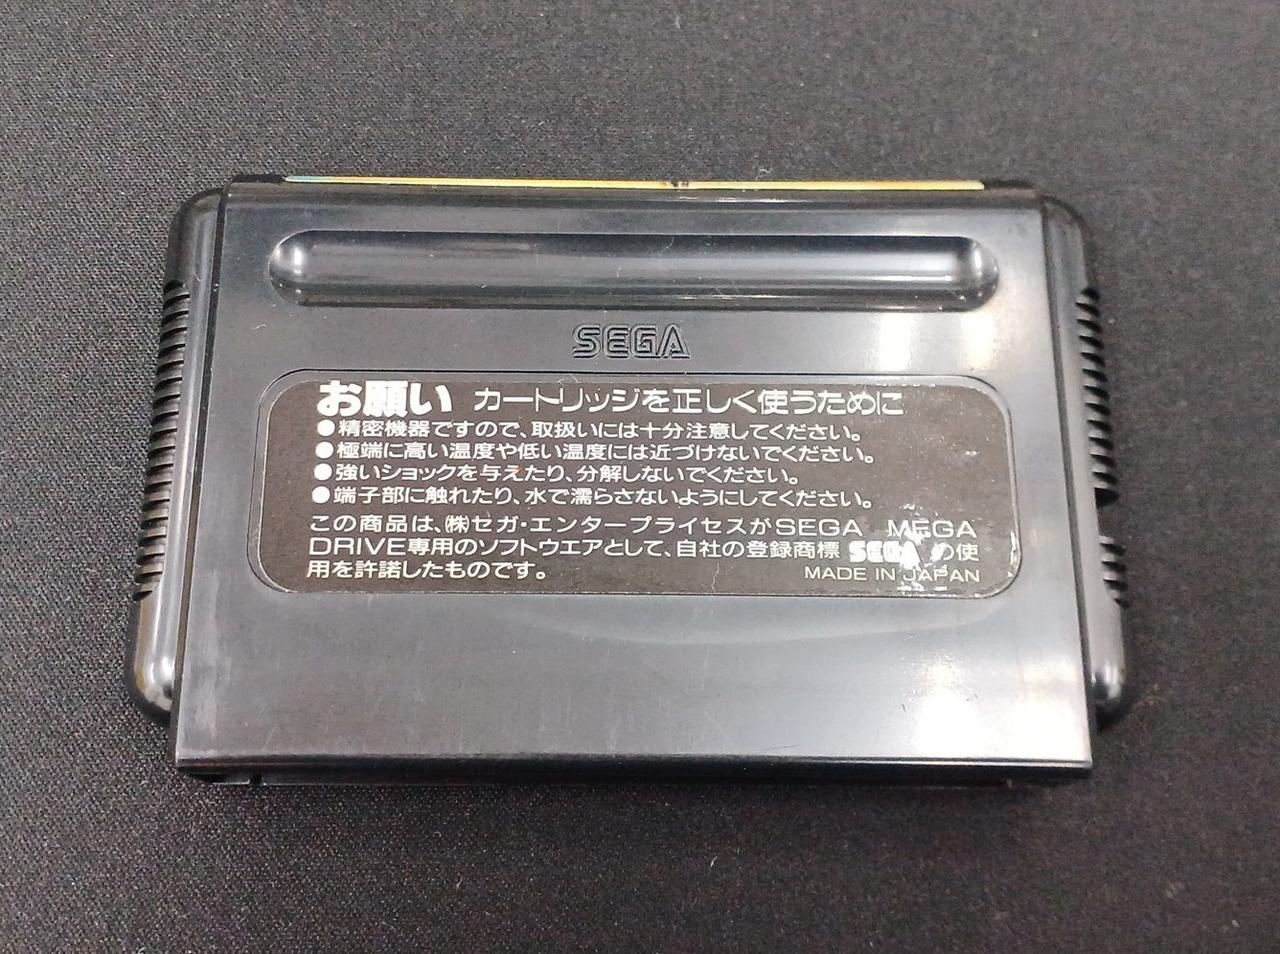 SEGA
お願い カートリッジを正しく使うために
●精密機器ですので、取扱いには十分注意してください。
●極端に高い温度や低い温度には近づけないでください。
●強いショックを与えたり、分解しないでください。
●端子部に触れたり、水で濡らさないようにしてください。
この商品は、㈱セガ・エンタープライセスがSEGA MEGA
DRIVE専用のソフトウエアとして、自社の登録商標 SEGA の使
用を許諾したものです。
MADE IN JAPAN